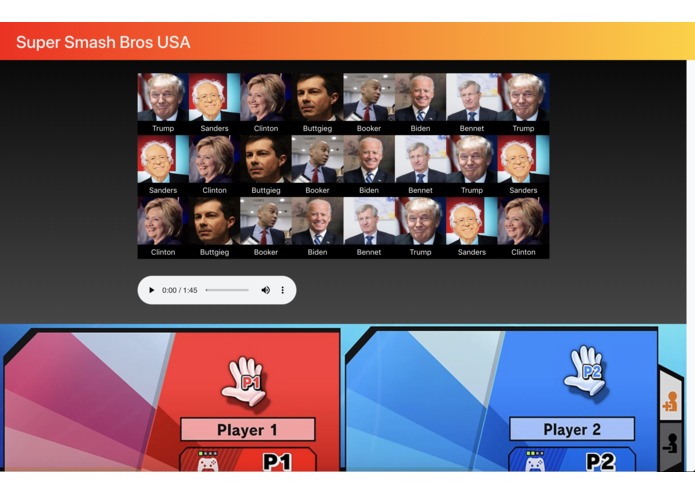 Super Smash Bros USA
Trump Sanders Clinton Buttgieg Booker Biden Bennet Trump
Sanders Clinton Buttgieg Booker Biden Bennet Trump Sanders
Clinton Buttgieg Booker Biden Bennet Trump Sanders Clinton
0:00 / 1:45
P1 P2
Player 1 Player 2
P1 P2